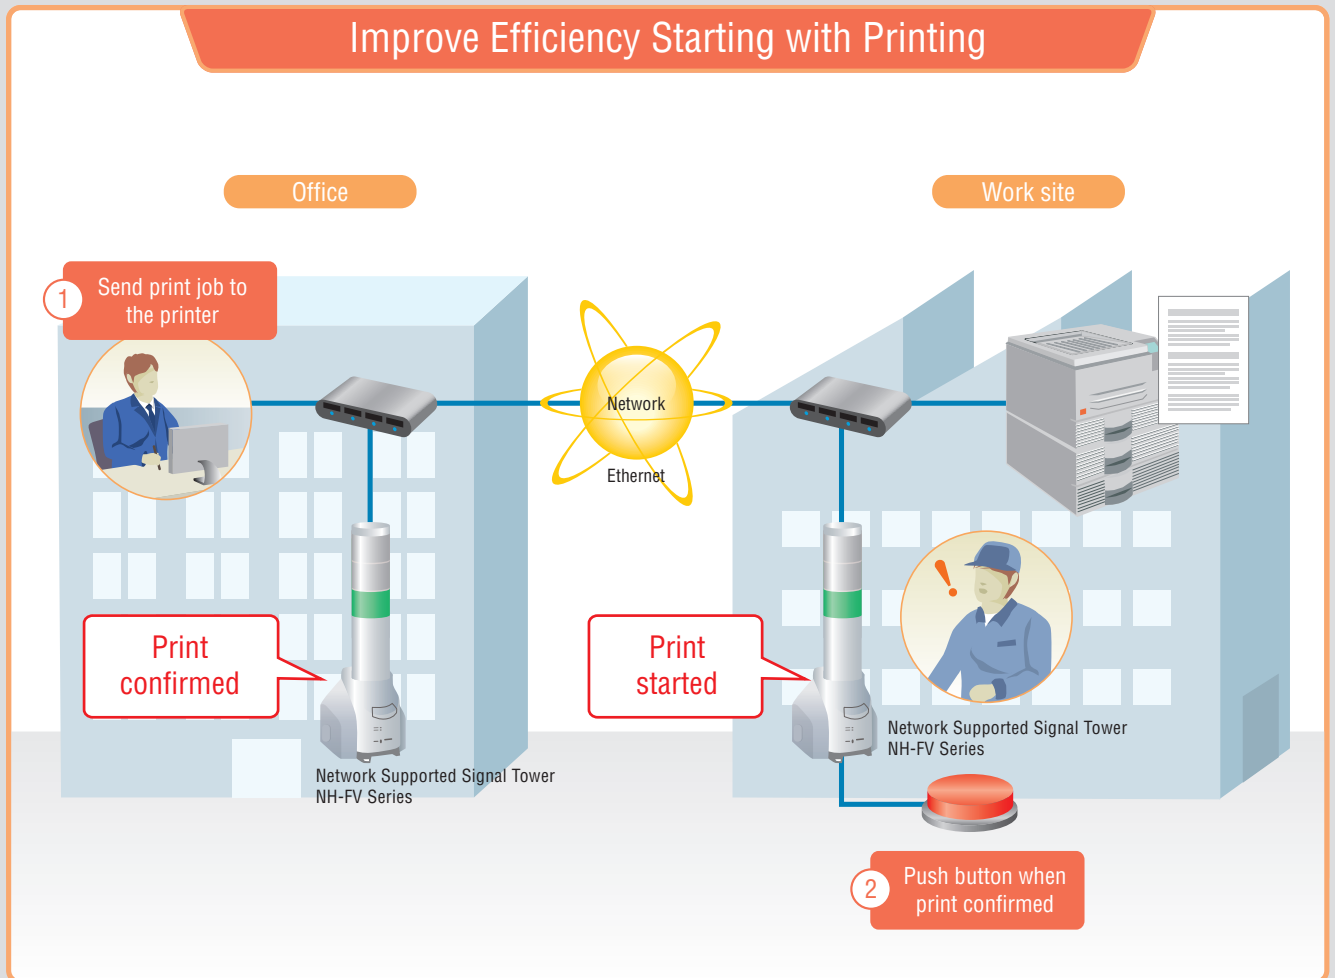 Improve Efficiency Starting with Printing
Office
Work site
1
Send print job to
the printer
Network
Ethernet
Print
confirmed
Print
started
Network Supported Signal Tower
NH-FV Series
Network Supported Signal Tower
NH-FV Series
2
Push button when
print confirmed